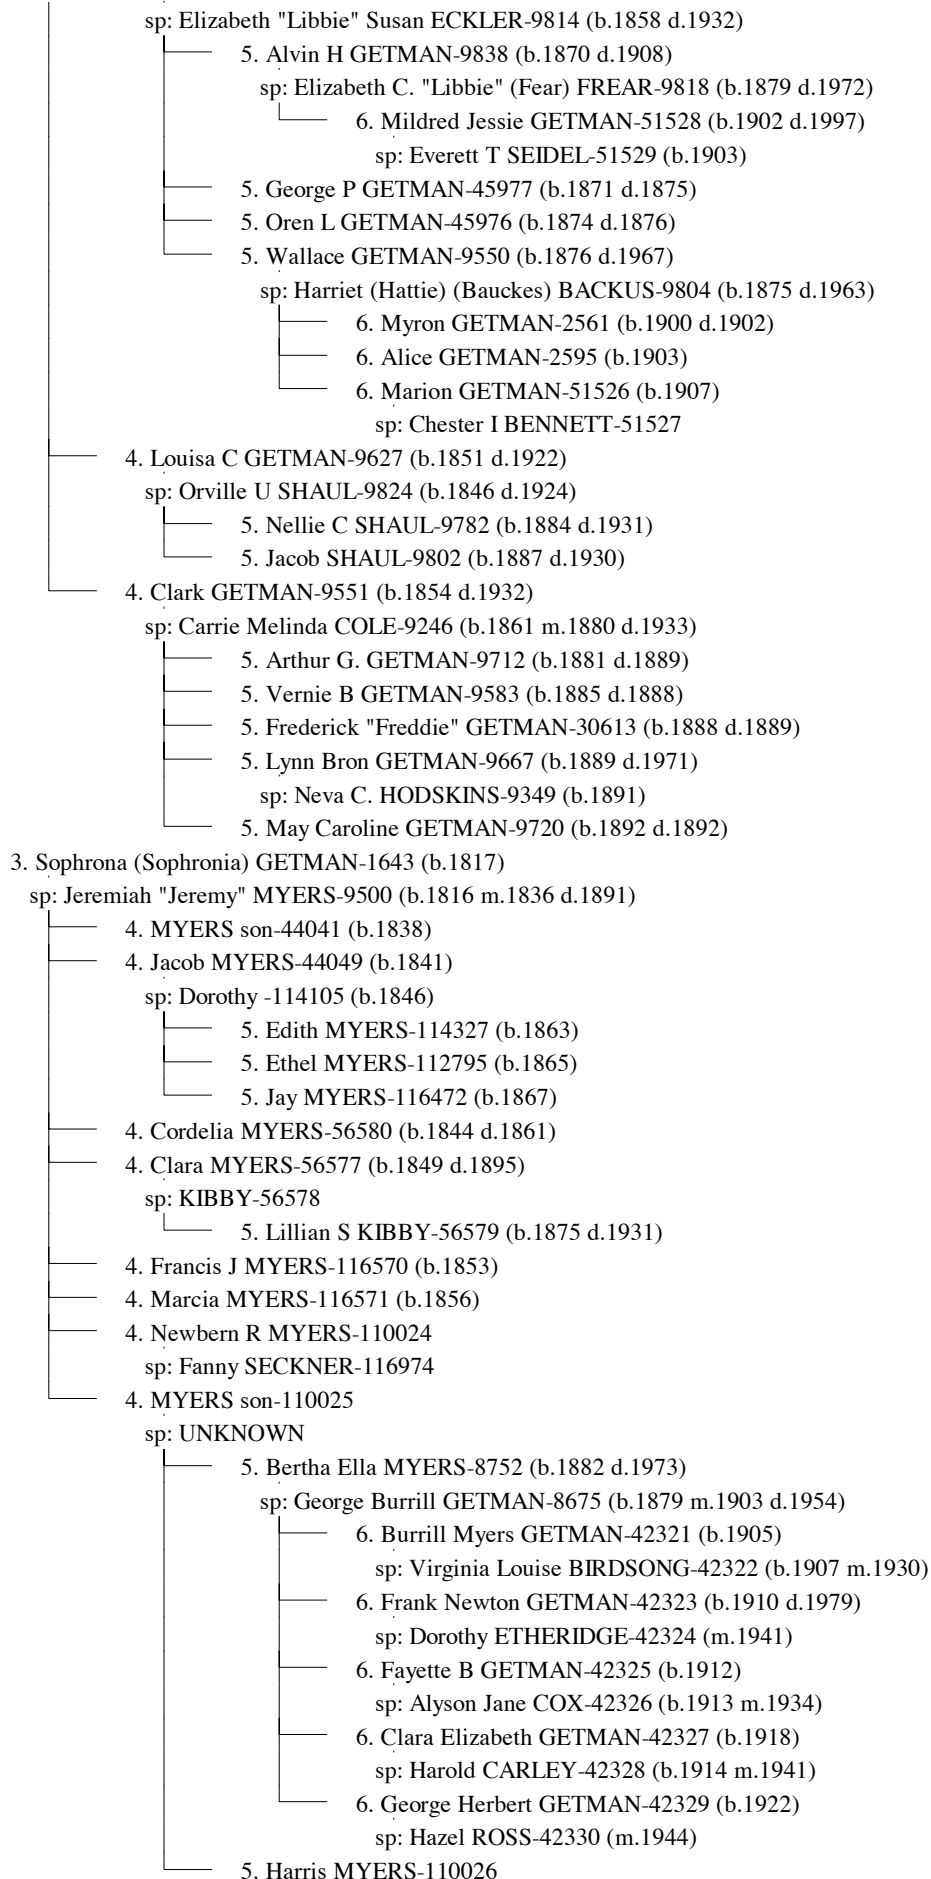 sp: Elizabeth "Libbie" Susan ECKLER-9814 (b.1858 d.1932)
5. Alvin H GETMAN-9838 (b.1870 d.1908)
sp: Elizabeth C. "Libbie" (Fear) FREAR-9818 (b.1879 d.1972)
6. Mildred Jessie GETMAN-51528 (b.1902 d.1997)
sp: Everett T SEIDEL-51529 (b.1903)
5. George P GETMAN-45977 (b.1871 d.1875)
5. Oren L GETMAN-45976 (b.1874 d.1876)
5. Wallace GETMAN-9550 (b.1876 d.1967)
sp: Harriet (Hattie) (Bauckes) BACKUS-9804 (b.1875 d.1963)
6. Myron GETMAN-2561 (b.1900 d.1902)
6. Alice GETMAN-2595 (b.1903)
6. Marion GETMAN-51526 (b.1907)
sp: Chester I BENNETT-51527
4. Louisa C GETMAN-9627 (b.1851 d.1922)
sp: Orville U SHAUL-9824 (b.1846 d.1924)
5. Nellie C SHAUL-9782 (b.1884 d.1931)
5. Jacob SHAUL-9802 (b.1887 d.1930)
4. Clark GETMAN-9551 (b.1854 d.1932)
sp: Carrie Melinda COLE-9246 (b.1861 m.1880 d.1933)
5. Arthur G. GETMAN-9712 (b.1881 d.1889)
5. Vernie B GETMAN-9583 (b.1885 d.1888)
5. Frederick "Freddie" GETMAN-30613 (b.1888 d.1889)
5. Lynn Bron GETMAN-9667 (b.1889 d.1971)
sp: Neva C. HODSKINS-9349 (b.1891)
5. May Caroline GETMAN-9720 (b.1892 d.1892)
3. Sophrona (Sophronia) GETMAN-1643 (b.1817)
sp: Jeremiah "Jeremy" MYERS-9500 (b.1816 m.1836 d.1891)
4. MYERS son-44041 (b.1838)
4. Jacob MYERS-44049 (b.1841)
sp: Dorothy -114105 (b.1846)
5. Edith MYERS-114327 (b.1863)
5. Ethel MYERS-112795 (b.1865)
5. Jay MYERS-116472 (b.1867)
4. Cordelia MYERS-56580 (b.1844 d.1861)
4. Clara MYERS-56577 (b.1849 d.1895)
sp: KIBBY-56578
5. Lillian S KIBBY-56579 (b.1875 d.1931)
4. Francis J MYERS-116570 (b.1853)
4. Marcia MYERS-116571 (b.1856)
4. Newbern R MYERS-110024
sp: Fanny SECKNER-116974
4. MYERS son-110025
sp: UNKNOWN
5. Bertha Ella MYERS-8752 (b.1882 d.1973)
sp: George Burrill GETMAN-8675 (b.1879 m.1903 d.1954)
6. Burrill Myers GETMAN-42321 (b.1905)
sp: Virginia Louise BIRDSONG-42322 (b.1907 m.1930)
6. Frank Newton GETMAN-42323 (b.1910 d.1979)
sp: Dorothy ETHERIDGE-42324 (m.1941)
6. Fayette B GETMAN-42325 (b.1912)
sp: Alyson Jane COX-42326 (b.1913 m.1934)
6. Clara Elizabeth GETMAN-42327 (b.1918)
sp: Harold CARLEY-42328 (b.1914 m.1941)
6. George Herbert GETMAN-42329 (b.1922)
sp: Hazel ROSS-42330 (m.1944)
5. Harris MYERS-110026